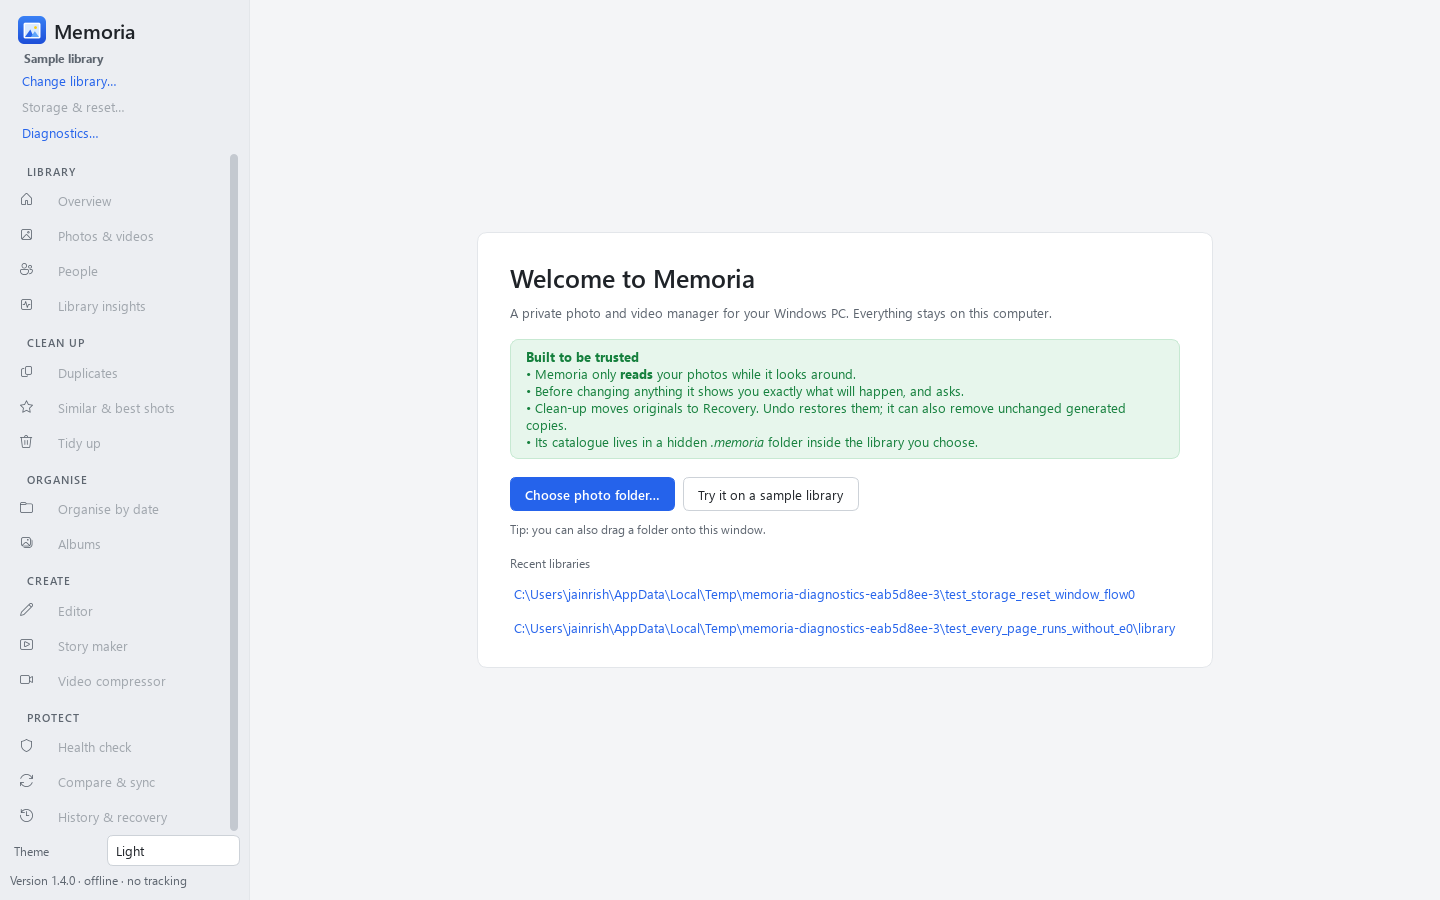 Memoria
Sample library
Change library...
Storage & reset...
Diagnostics...
LIBRARY
Overview
Photos & videos
People
Library insights
CLEAN UP
Duplicates
Similar & best shots
Tidy up
ORGANISE
Organise by date
Albums
CREATE
Editor
Story maker
Video compressor
PROTECT
Health check
Compare & sync
History & recovery
Theme
Light
Version 1.4.0 · offline · no tracking
Welcome to Memoria
A private photo and video manager for your Windows PC. Everything stays on this computer.
Built to be trusted
• Memoria only reads your photos while it looks around.
• Before changing anything it shows you exactly what will happen, and asks.
• Clean-up moves originals to Recovery. Undo restores them; it can also remove unchanged generated
copies.
• Its catalogue lives in a hidden .memoria folder inside the library you choose.
Choose photo folder...
Try it on a sample library
Tip: you can also drag a folder onto this window.
Recent libraries
C:\Users\jainrish\AppData\Local\Temp\memoria-diagnostics-eab5d8ee-3\test_storage_reset_window_flow0
C:\Users\jainrish\AppData\Local\Temp\memoria-diagnostics-eab5d8ee-3\test_every_page_runs_without_e0\library